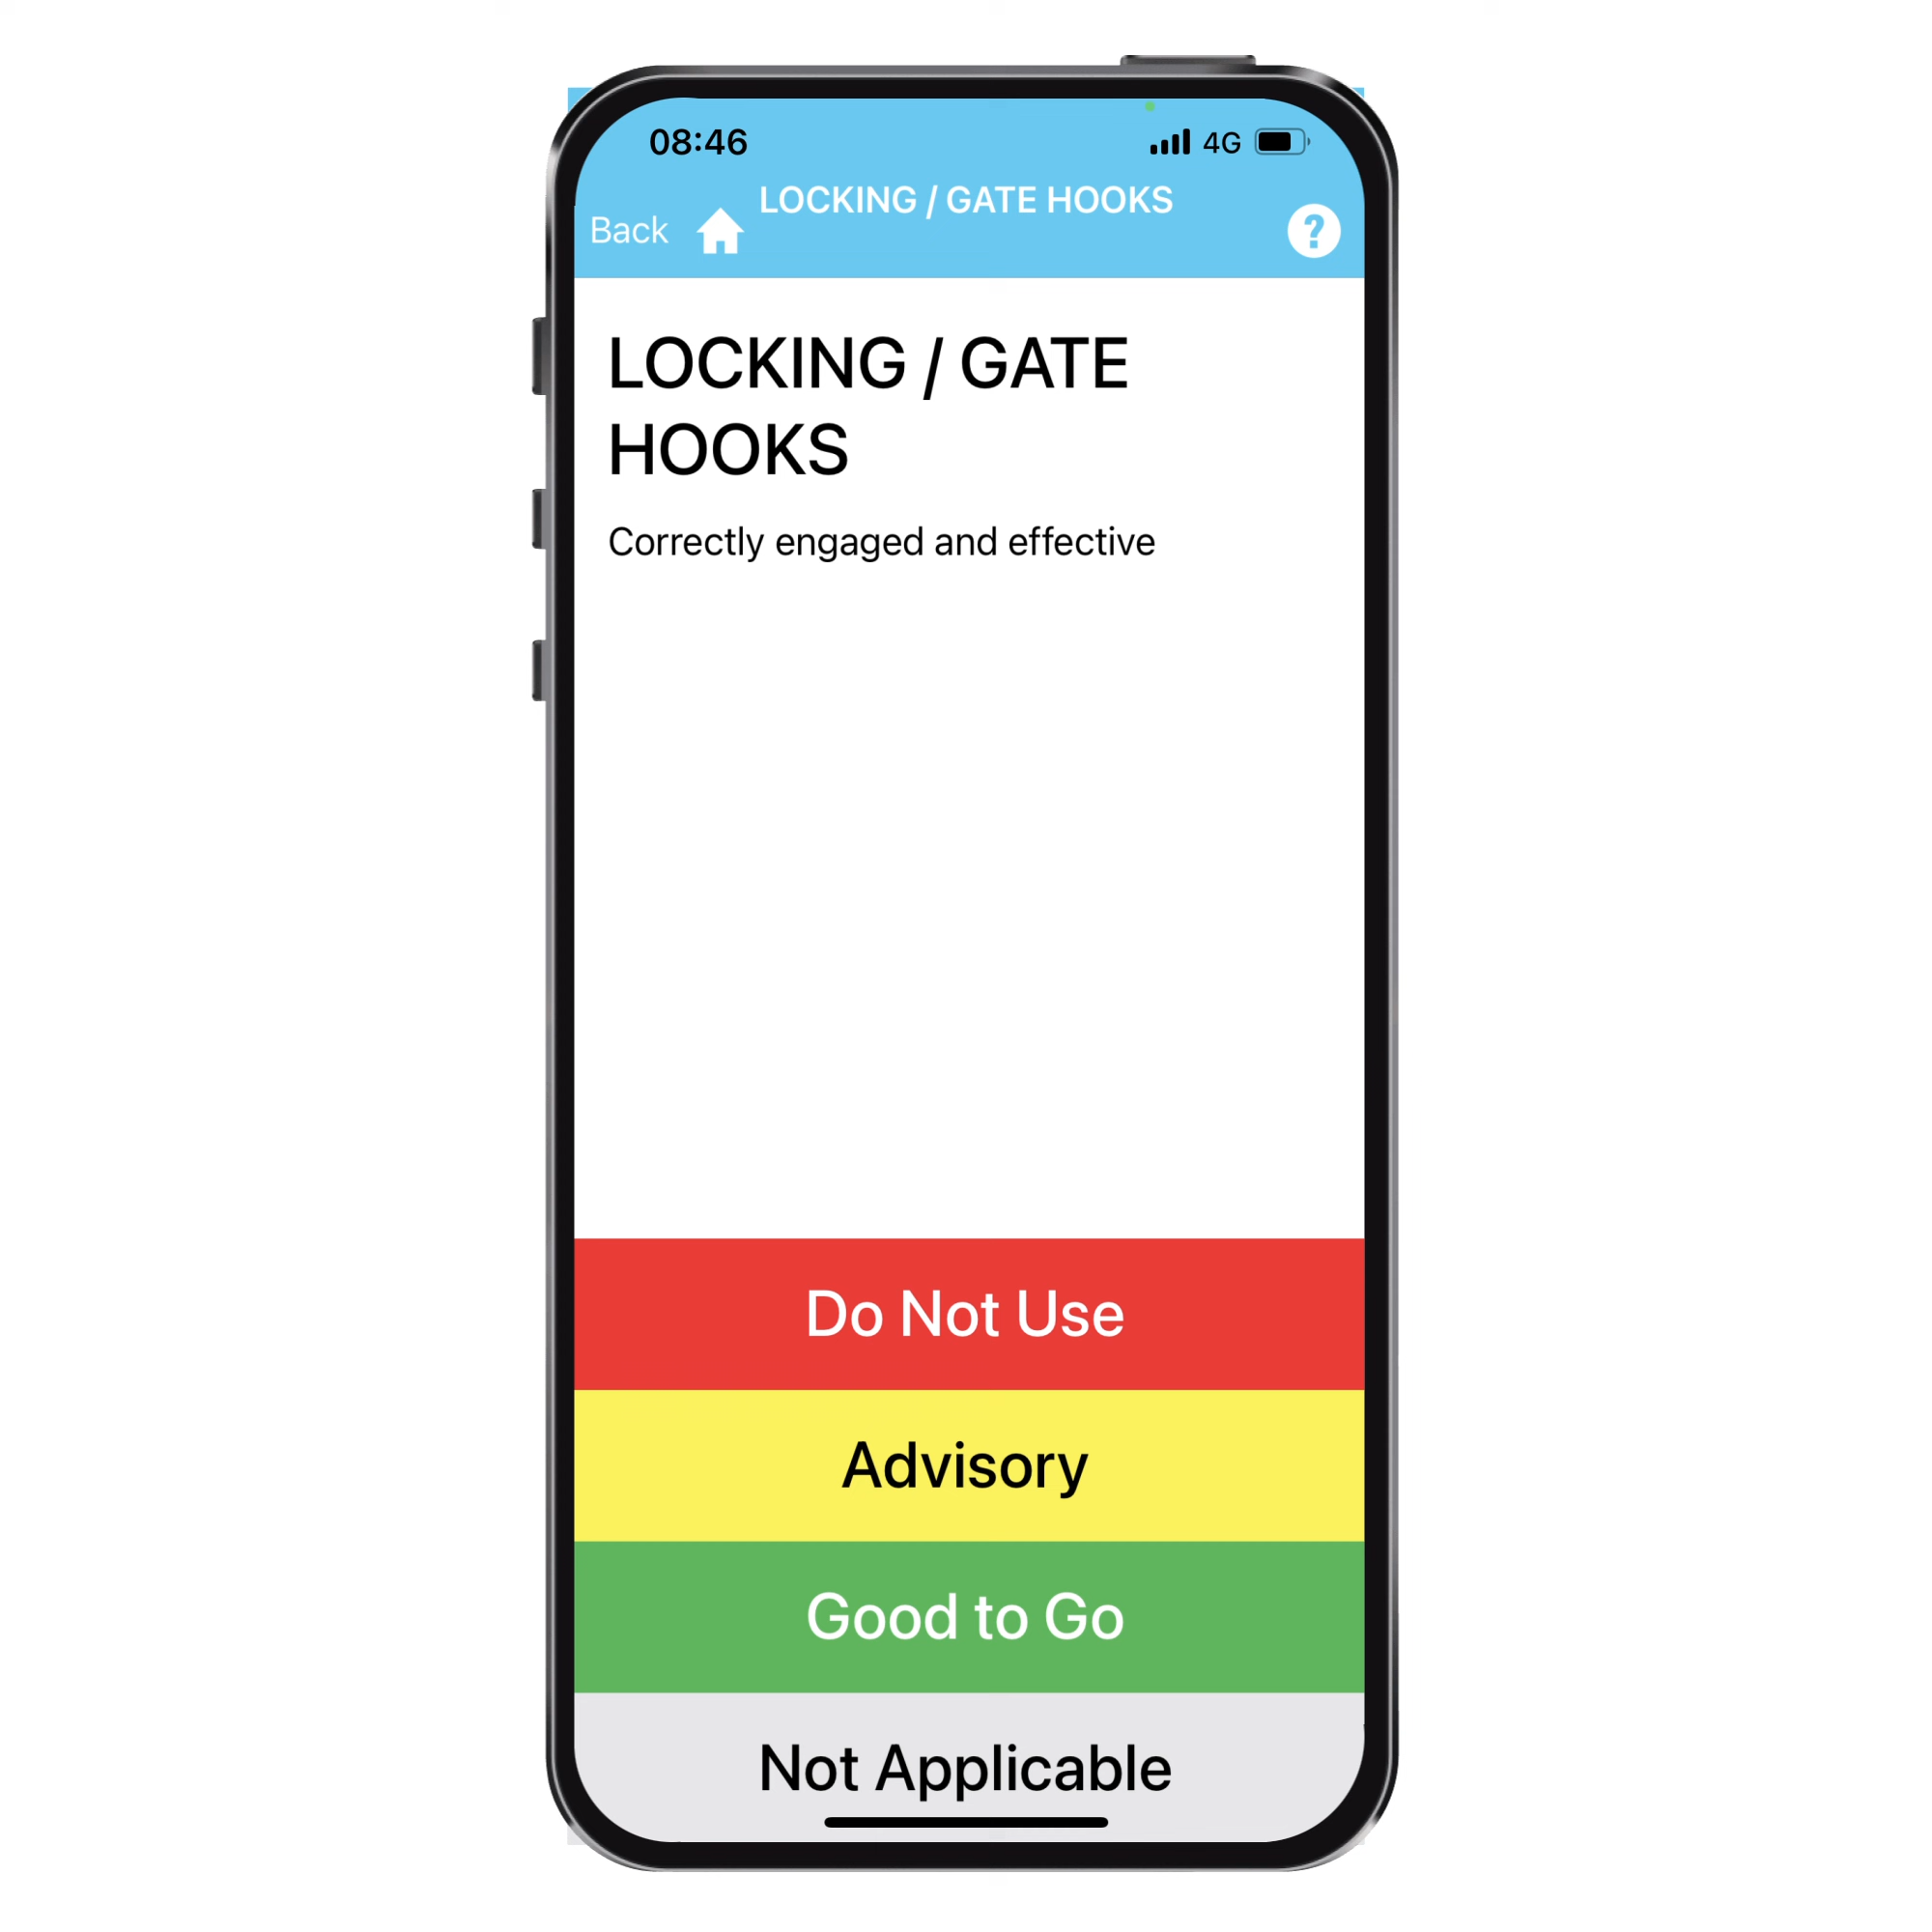 08:46 4G
LOCKING / GATE HOOKS
Back ?
LOCKING / GATE
HOOKS
Correctly engaged and effective
Do Not Use
Advisory
Good to Go
Not Applicable